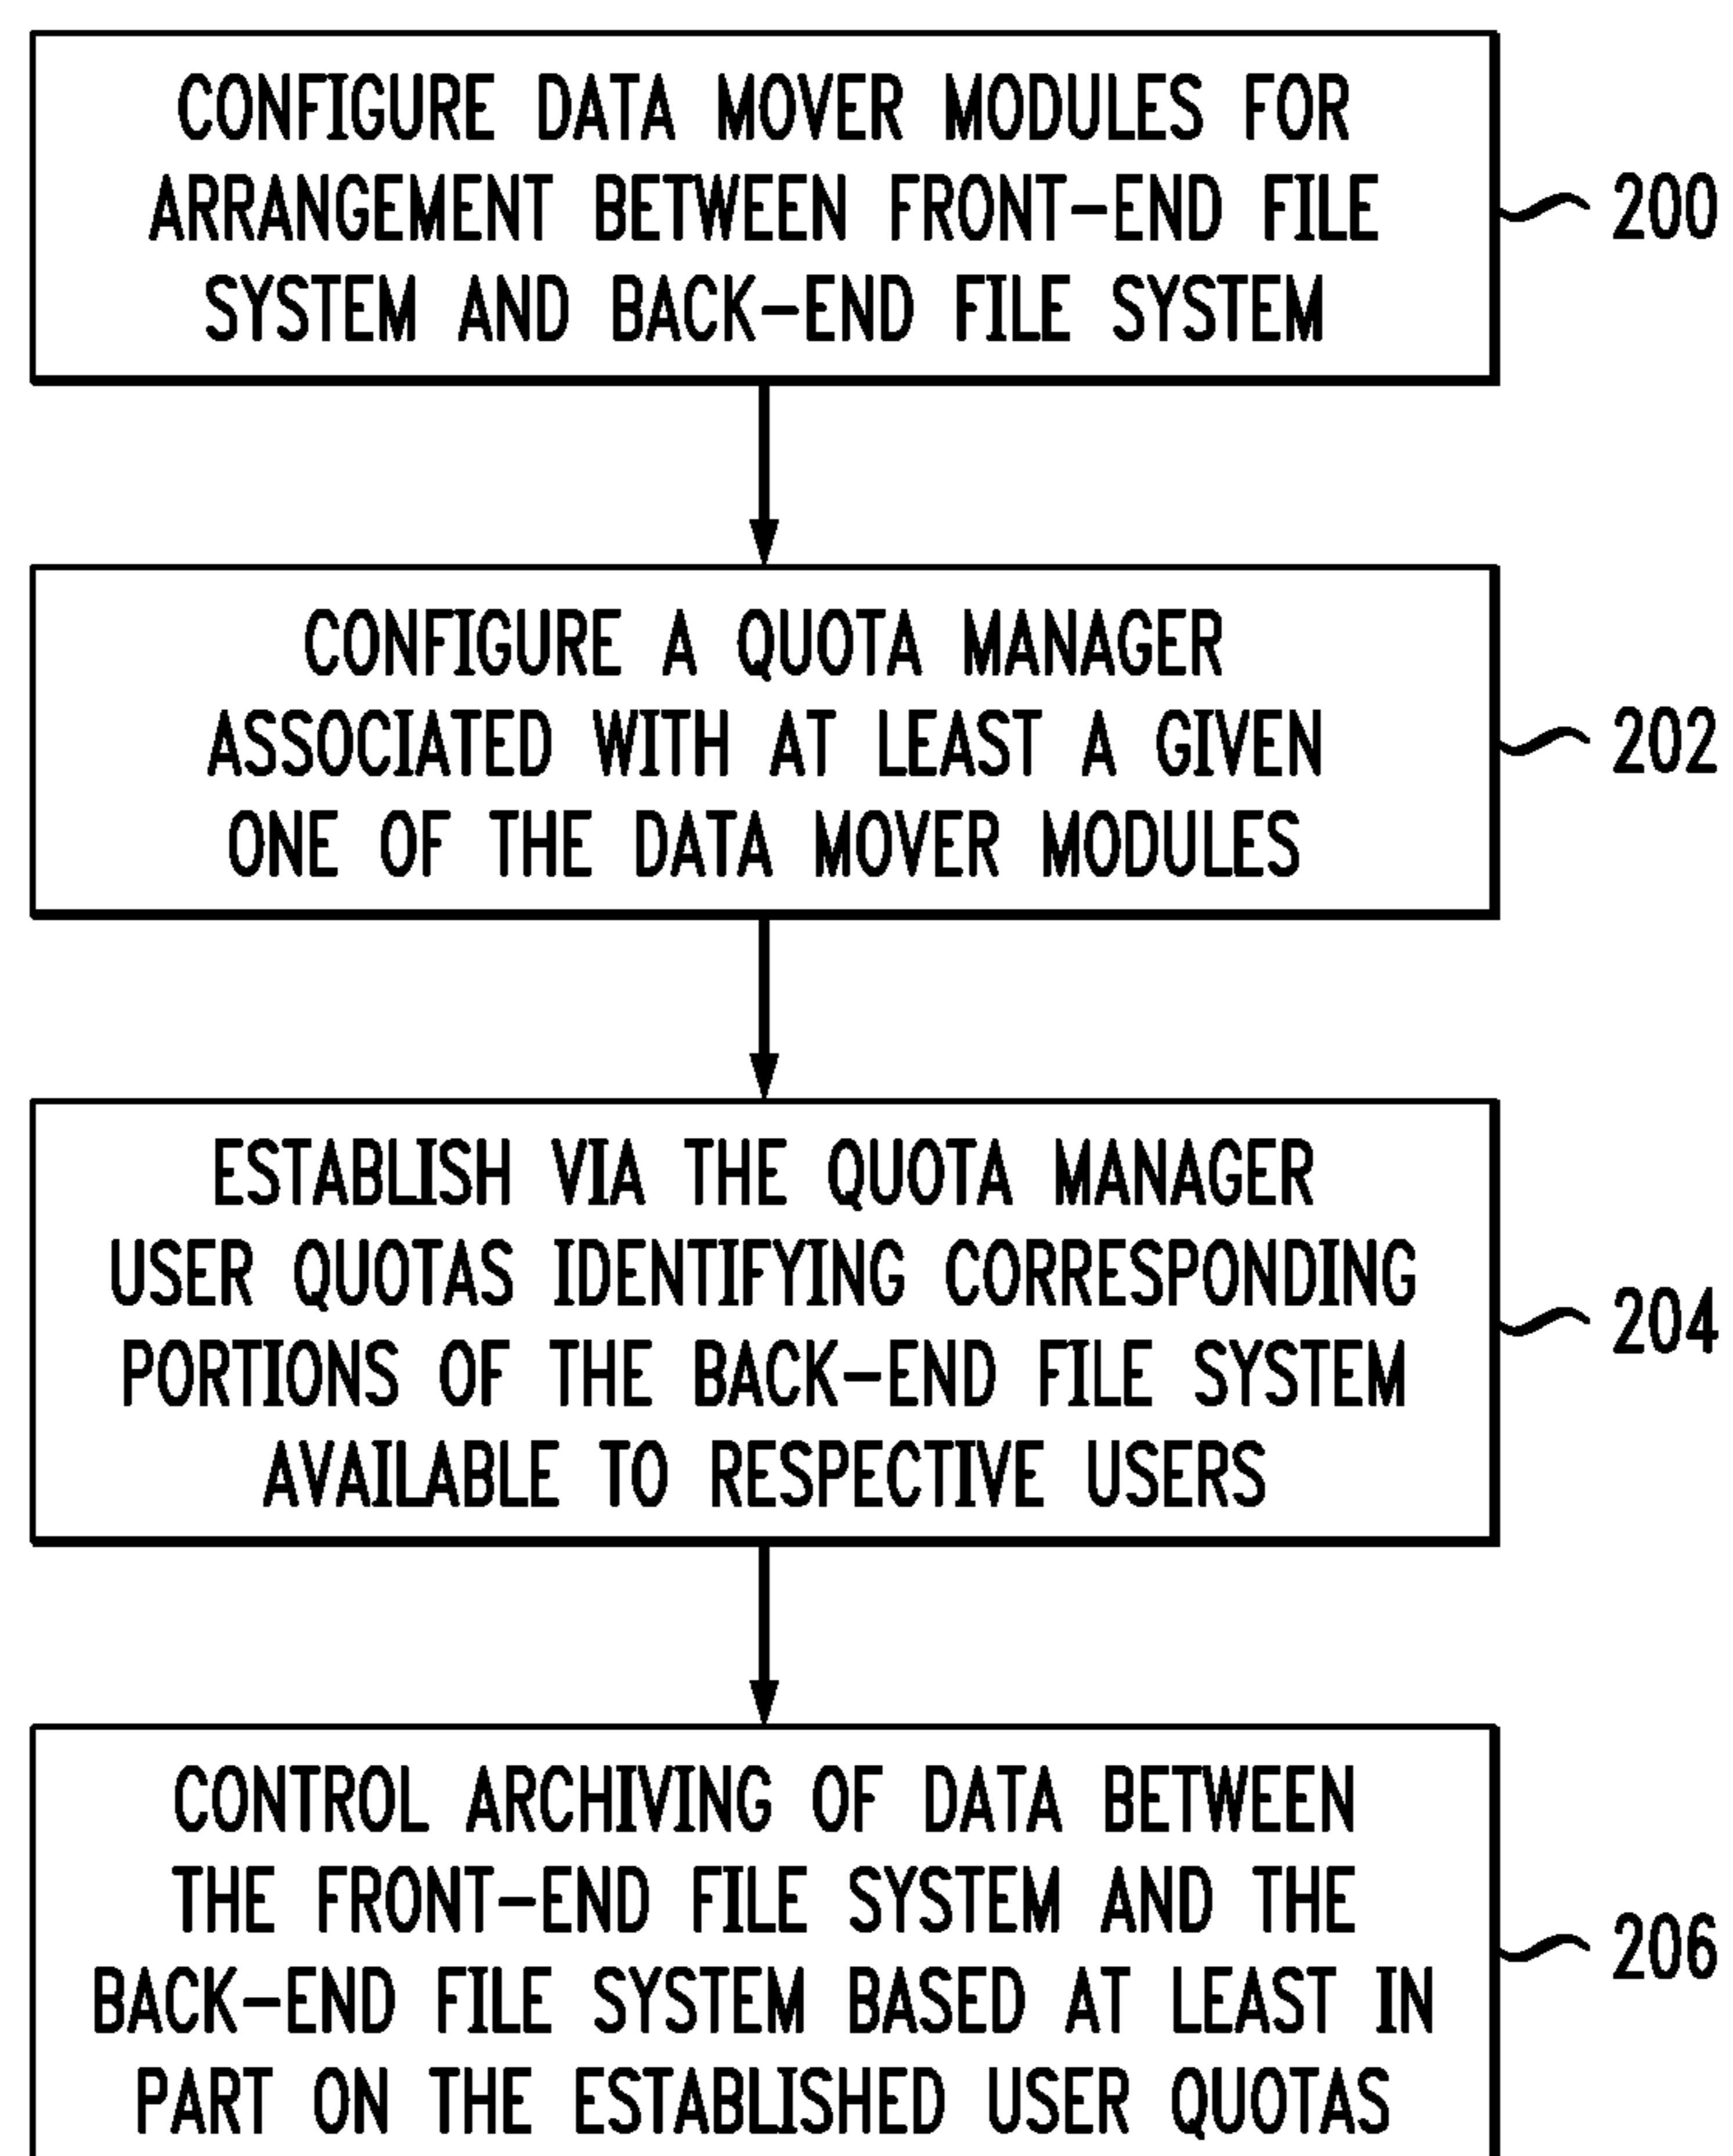 CONFIGURE DATA MOVER MODULES FOR
ARRANGEMENT BETWEEN FRONT-END FILE
SYSTEM AND BACK-END FILE SYSTEM
200
CONFIGURE A QUOTA MANAGER
ASSOCIATED WITH AT LEAST A GIVEN
ONE OF THE DATA MOVER MODULES
202
ESTABLISH VIA THE QUOTA MANAGER
USER QUOTAS IDENTIFYING CORRESPONDING
PORTIONS OF THE BACK-END FILE SYSTEM
AVAILABLE TO RESPECTIVE USERS
204
CONTROL ARCHIVING OF DATA BETWEEN
THE FRONT-END FILE SYSTEM AND THE
BACK-END FILE SYSTEM BASED AT LEAST IN
PART ON THE ESTABLISHED USER QUOTAS
206